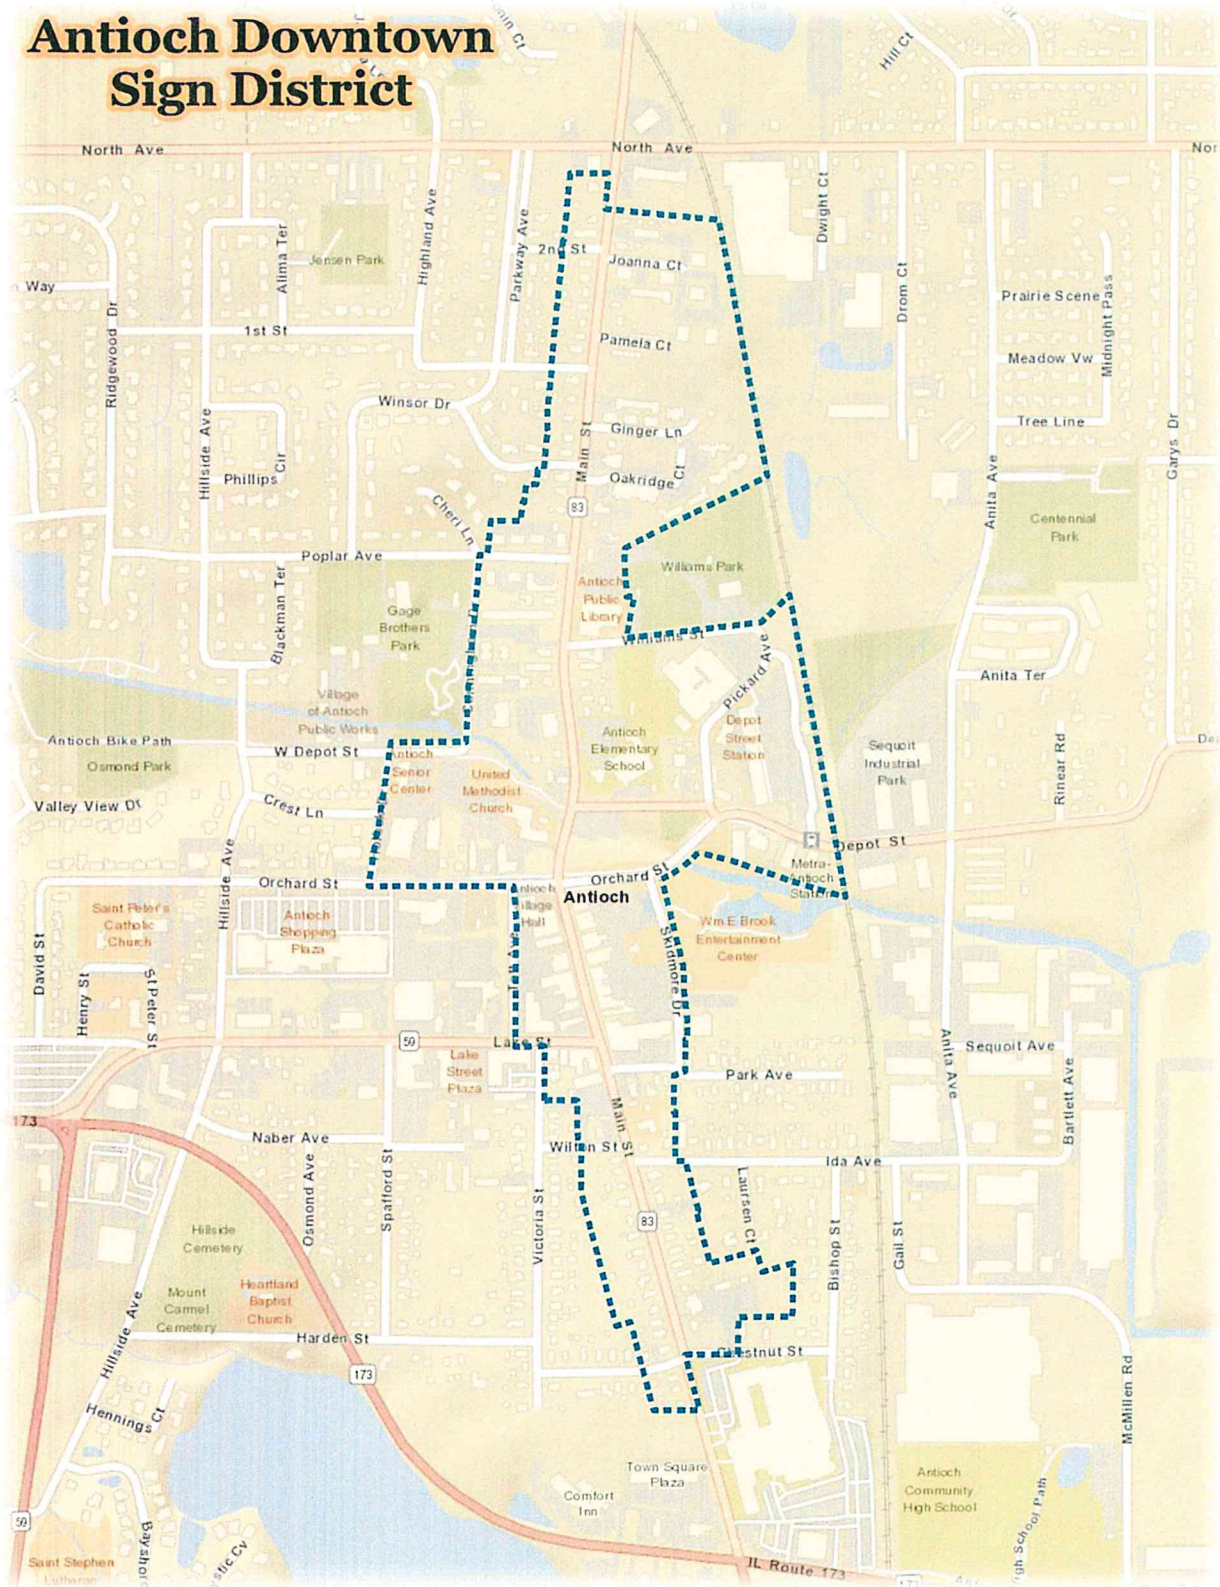 Antioch Downtown
Sign District
Hill Ct
North Ave
North Ave
Nor
Dwight Ct
Highland Ave
Parkway Ave
Alima Ter
2nd St
Jensen Park
Joanna Ct
Way
Drom Ct
Prairie Scene
Midnight Pass
Ridgewood Dr
1st St
Pamela Ct
Meadow Vw
Winsor Dr
Tree Line
Ginger Ln
Main St
Garys Dr
Hillside Ave
Phillips Cir
Oakridge Ct
Anita Ave
83
Cheri Ln
Centennial
Park
Poplar Ave
Williams Park
Antioch
Public
Library
Blackman Ter
Gage
Brothers
Park
Williams St
Pickard Ave
Anita Ter
Village
of Antioch
Public Works
Depot
Street
Station
Antioch
Elementary
School
Antioch Bike Path
W Depot St
Osmond Park
Sequoit
Industrial
Park
Rinear Rd
Antioch
Senior
Center
United
Methodist
Church
Valley View Dr
Crest Ln
Depot St
Metra-
Antioch
Station
Hillside Ave
Orchard St
Orchard St
Antioch
Village
Hall
Antioch
Saint Peter's
Catholic
Church
Antioch
Shopping
Plaza
Wm E Brook
Entertainment
Center
Skidmore Dr
David St
Henry St
St Peter St
59
Lake St
Lake
Street
Plaza
Anita Ave
Sequoit Ave
Park Ave
Bartlett Ave
173
Main St
Naber Ave
Wilton St
Ida Ave
Osmond Ave
Spafford St
Victoria St
Laursen Ct
83
Bishop St
Gail St
Hillside
Cemetery
Mount
Carmel
Cemetery
Heartland
Baptist
Church
Hillside Ave
Harden St
Chestnut St
173
McMillen Rd
Hennings Ct
Town Square
Plaza
Comfort
Inn
Antioch
Community
High School
High School Path
59
Saint Stephen
Lutheran
IL Route 173
173